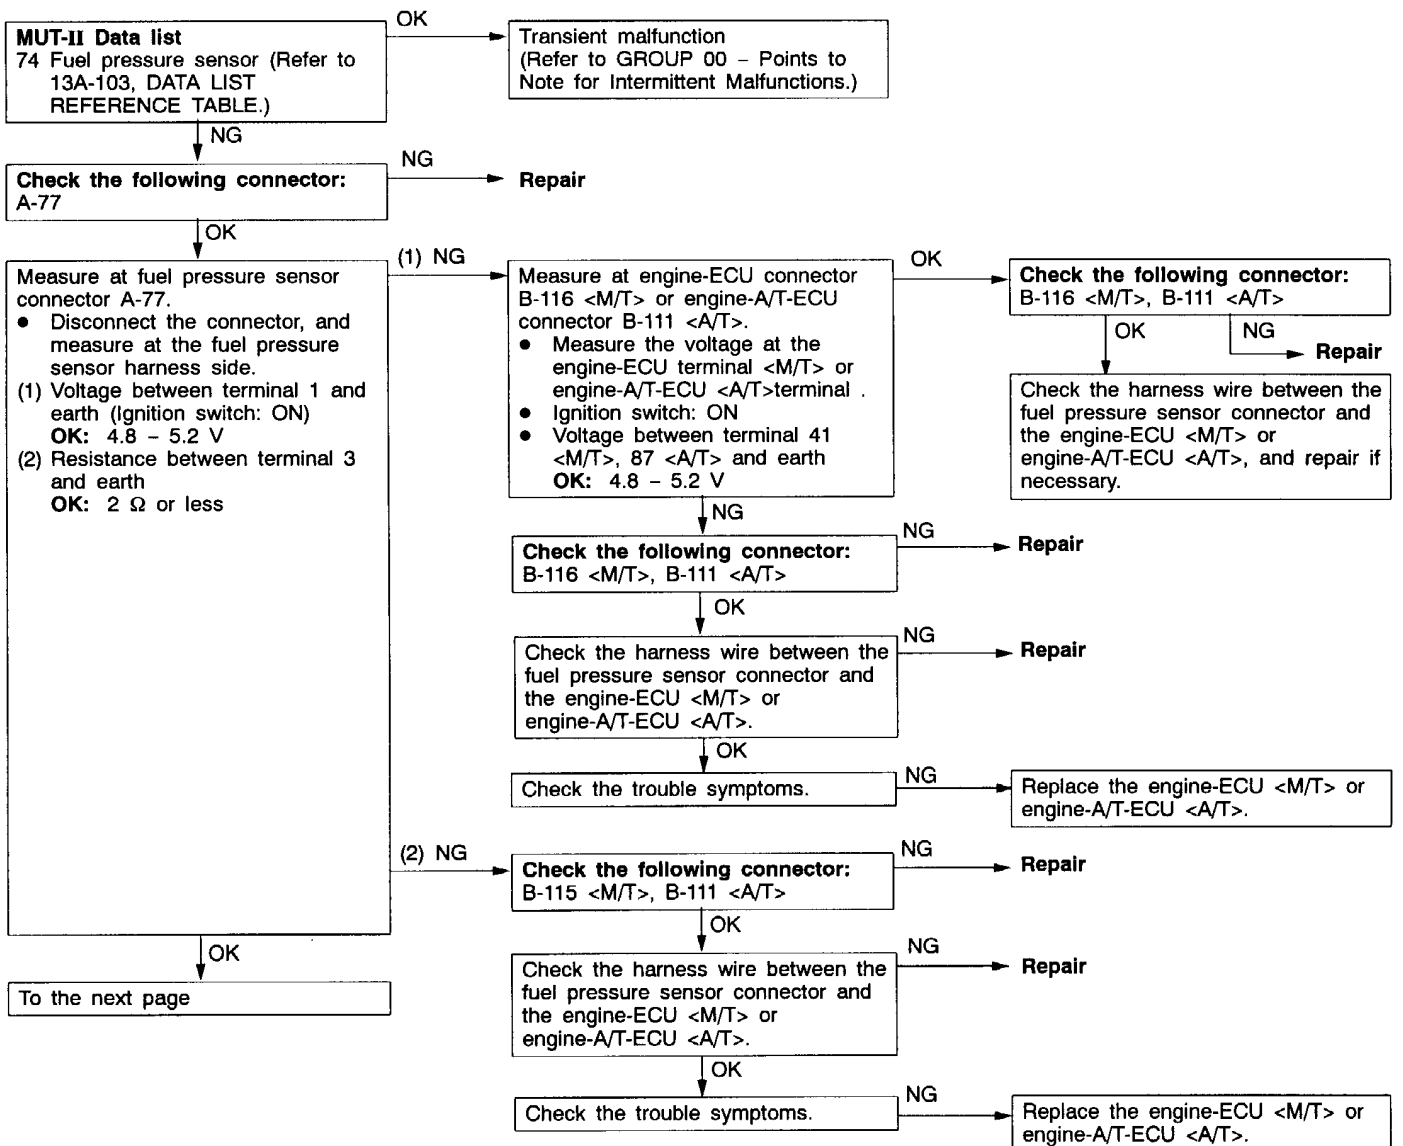 MUT-II Data list
74 Fuel pressure sensor (Refer to
13A-103, DATA LIST
REFERENCE TABLE.)
OK
Transient malfunction
(Refer to GROUP 00 – Points to
Note for Intermittent Malfunctions.)
NG
Check the following connector:
A-77
NG
Repair
OK
Measure at fuel pressure sensor
connector A-77.
● Disconnect the connector, and
measure at the fuel pressure
sensor harness side.
(1) Voltage between terminal 1 and
earth (Ignition switch: ON)
OK: 4.8 – 5.2 V
(2) Resistance between terminal 3
and earth
OK: 2 Ω or less
(1) NG
Measure at engine-ECU connector
B-116 <M/T> or engine-A/T-ECU
connector B-111 <A/T>.
● Measure the voltage at the
engine-ECU terminal <M/T> or
engine-A/T-ECU <A/T>terminal .
● Ignition switch: ON
● Voltage between terminal 41
<M/T>, 87 <A/T> and earth
OK: 4.8 – 5.2 V
OK
Check the following connector:
B-116 <M/T>, B-111 <A/T>
OK
NG
Repair
Check the harness wire between the
fuel pressure sensor connector and
the engine-ECU <M/T> or
engine-A/T-ECU <A/T>, and repair if
necessary.
NG
Check the following connector:
B-116 <M/T>, B-111 <A/T>
NG
Repair
OK
Check the harness wire between the
fuel pressure sensor connector and
the engine-ECU <M/T> or
engine-A/T-ECU <A/T>.
NG
Repair
OK
Check the trouble symptoms.
NG
Replace the engine-ECU <M/T> or
engine-A/T-ECU <A/T>.
(2) NG
Check the following connector:
B-115 <M/T>, B-111 <A/T>
NG
Repair
OK
Check the harness wire between the
fuel pressure sensor connector and
the engine-ECU <M/T> or
engine-A/T-ECU <A/T>.
NG
Repair
OK
Check the trouble symptoms.
NG
Replace the engine-ECU <M/T> or
engine-A/T-ECU <A/T>.
OK
To the next page